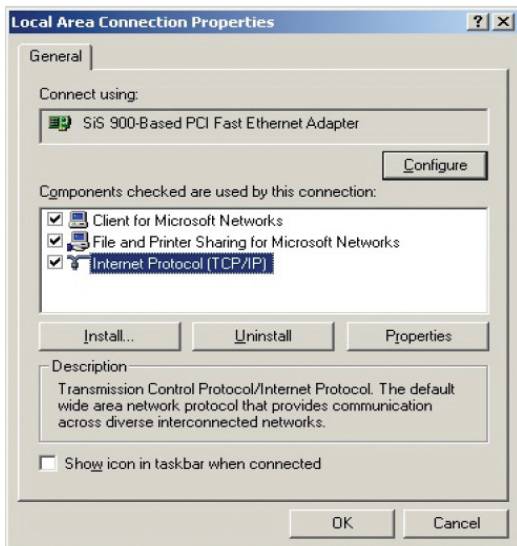 Local Area Connection Properties
General
Connect using:
SiS 900-Based PCI Fast Ethernet Adapter
Configure
Components checked are used by this connection:
Client for Microsoft Networks
File and Printer Sharing for Microsoft Networks
Internet Protocol (TCP/IP)
Install... Uninstall Properties
Description
Transmission Control Protocol/Internet Protocol. The default
wide area network protocol that provides communication
across diverse interconnected networks.
Show icon in taskbar when connected
OK Cancel